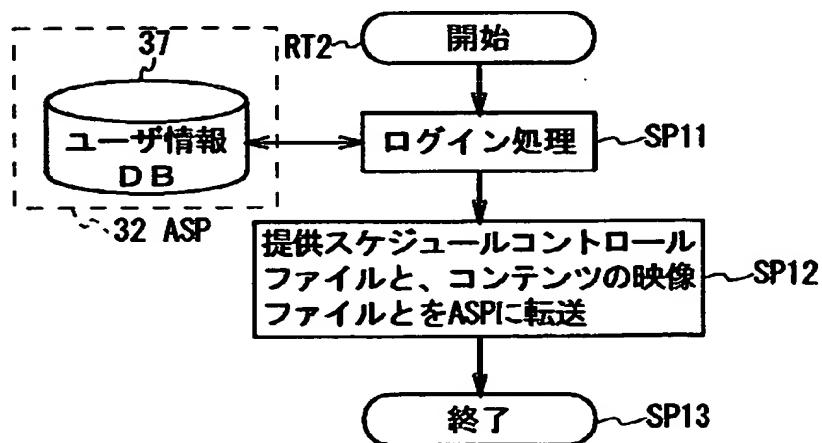 RT2
開始
37
ユーザ情報
DB
32 ASP
ログイン処理
SP11
提供スケジュールコントロール
ファイルと、コンテンツの映像
ファイルとをASPに転送
SP12
終了
SP13